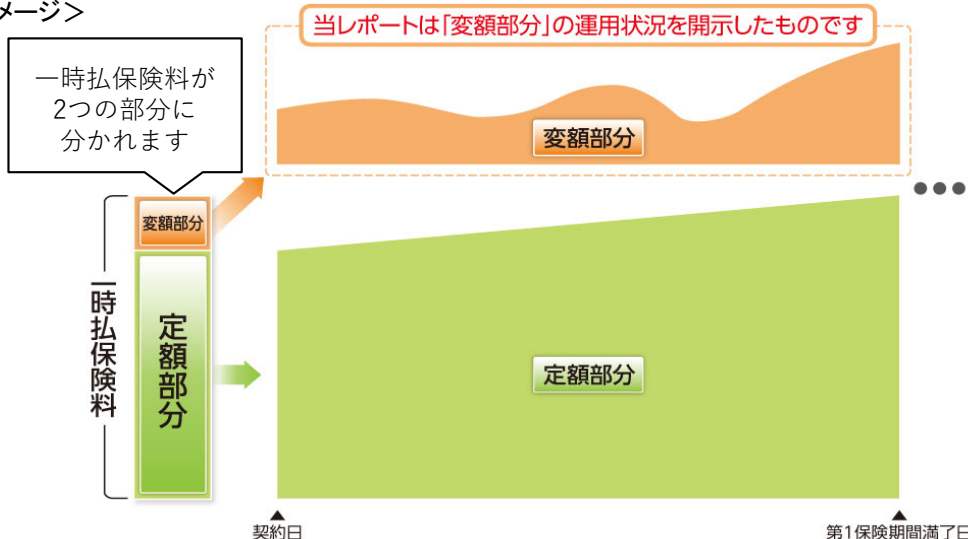 メージ＞
当レポートは「変額部分」の運用状況を開示したものです
一時払保険料が
2つの部分に
分かれます
変額部分
変額部分
一時払保険料
定額部分
定額部分
●●●
▲
契約日
▲
第1保険期間満了日